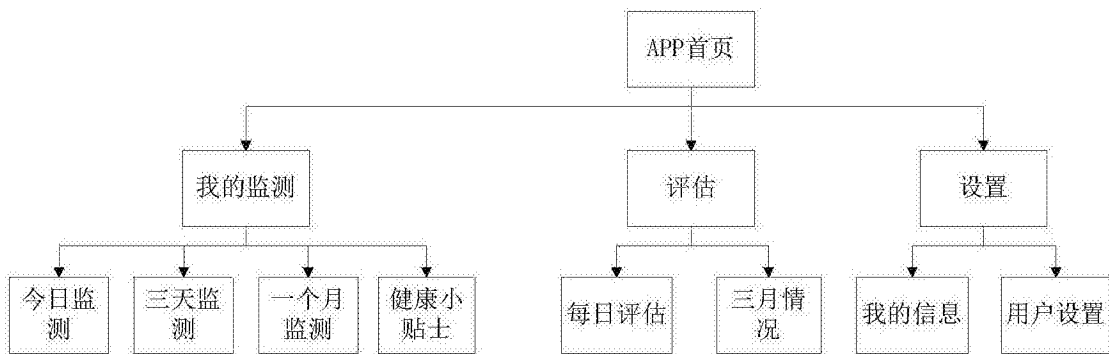 APP首页
我的监测
评估
设置
今日监
测
三天监
测
一个月
监测
健康小
贴士
每日评估
三月情
况
我的信息
用户设置